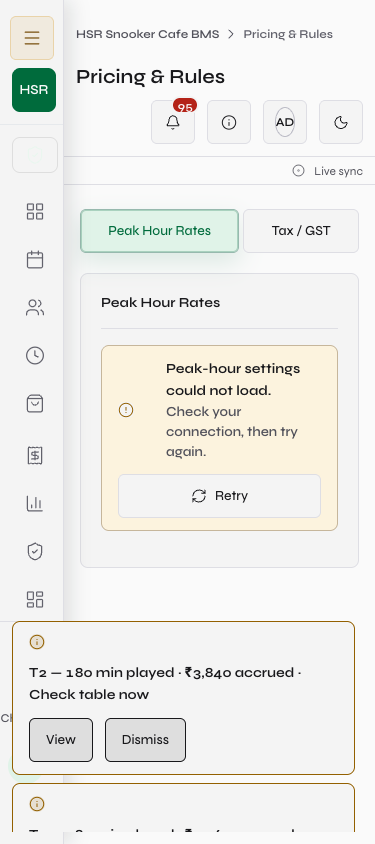 HSR Snooker Cafe BMS > Pricing & Rules
HSR
Pricing & Rules
95
AD
Live sync
Peak Hour Rates
Tax / GST
Peak Hour Rates
Peak-hour settings
could not load.
Check your
connection, then try
again.
Retry
T2 — 180 min played · ₹3,840 accrued ·
Check table now
View
Dismiss